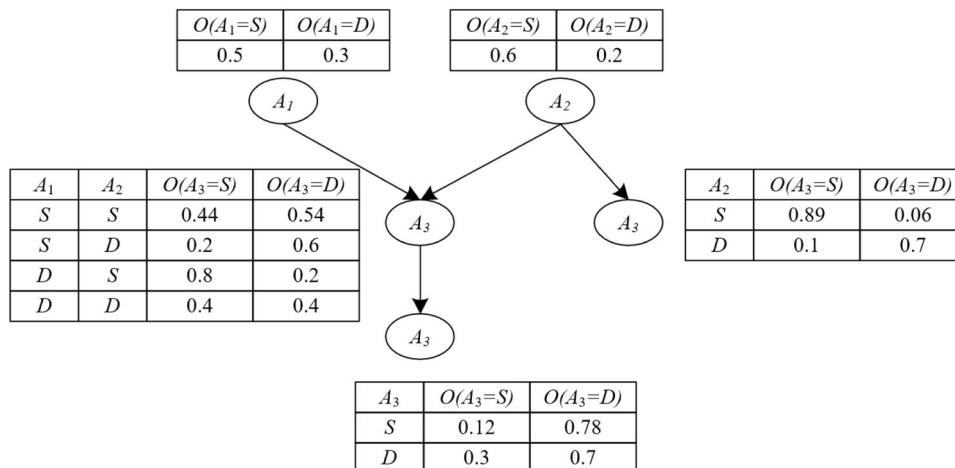 O(A₁=S) O(A₁=D)
0.5 0.3
O(A₂=S) O(A₂=D)
0.6 0.2
A₁
A₂
A₁ A₂ O(A₃=S) O(A₃=D)
S S 0.44 0.54
S D 0.2 0.6
D S 0.8 0.2
D D 0.4 0.4
A₃
A₃
A₂ O(A₃=S) O(A₃=D)
S 0.89 0.06
D 0.1 0.7
A₃
A₃ O(A₃=S) O(A₃=D)
S 0.12 0.78
D 0.3 0.7